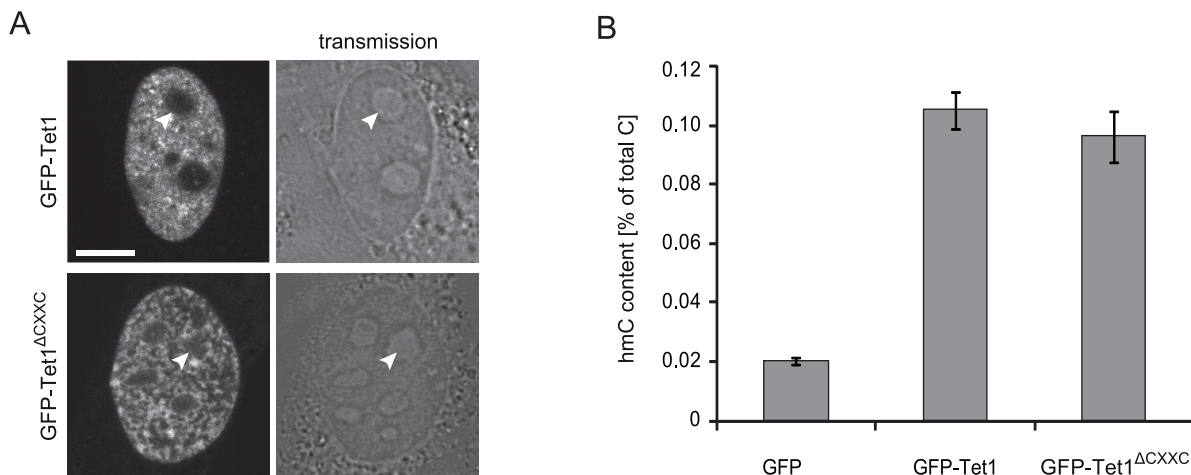 A
transmission
GFP-Tet1
GFP-Tet1ΔCXXC
B
hmC content [% of total C]
0.12
0.10
0.08
0.06
0.04
0.02
0
GFP
GFP-Tet1
GFP-Tet1ΔCXXC